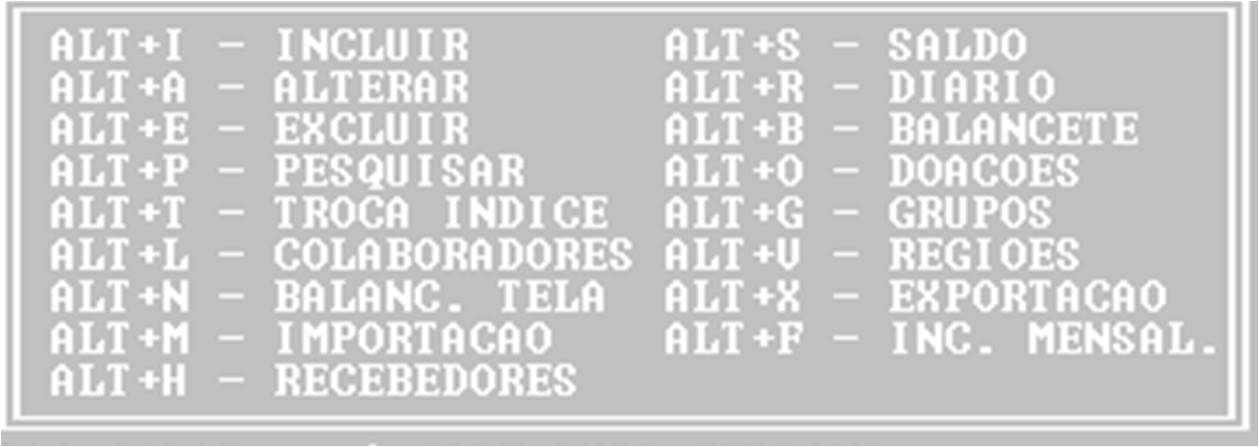 ALT+I - INCLUIR ALT+S - SALDO
ALT+A - ALTERAR ALT+R - DIARIO
ALT+E - EXCLUIR ALT+B - BALANCETE
ALT+P - PESQUISAR ALT+O - DOACOES
ALT+T - TROCA INDICE ALT+G - GRUPOS
ALT+L - COLABORADORES ALT+V - REGIOES
ALT+N - BALANC. TELA ALT+X - EXPORTACAO
ALT+M - IMPORTACAO ALT+F - INC. MENSAL.
ALT+H - RECEBEDORES